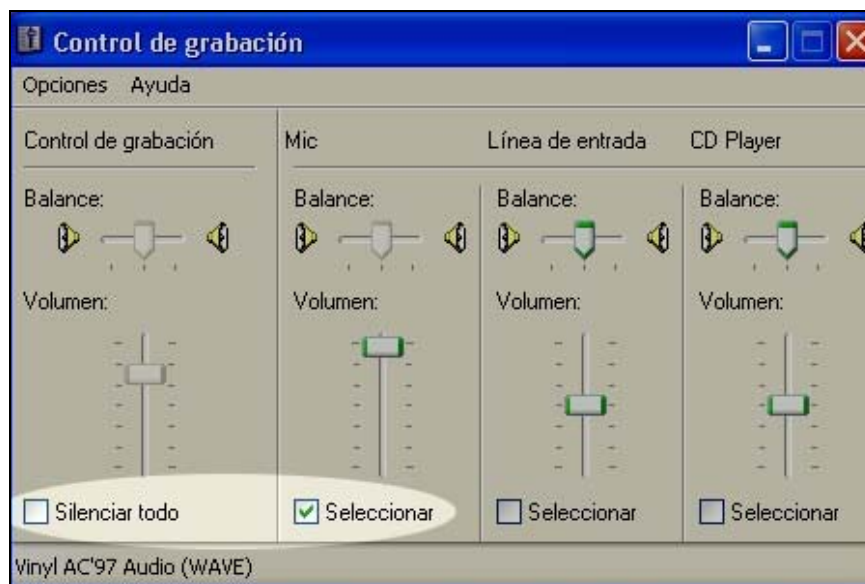 Control de grabación
Opciones Ayuda
Control de grabación Mic Línea de entrada CD Player
Balance: Balance: Balance: Balance:
Volumen: Volumen: Volumen: Volumen:
Silenciar todo Seleccionar Seleccionar Seleccionar
Vinyl AC'97 Audio (WAVE)